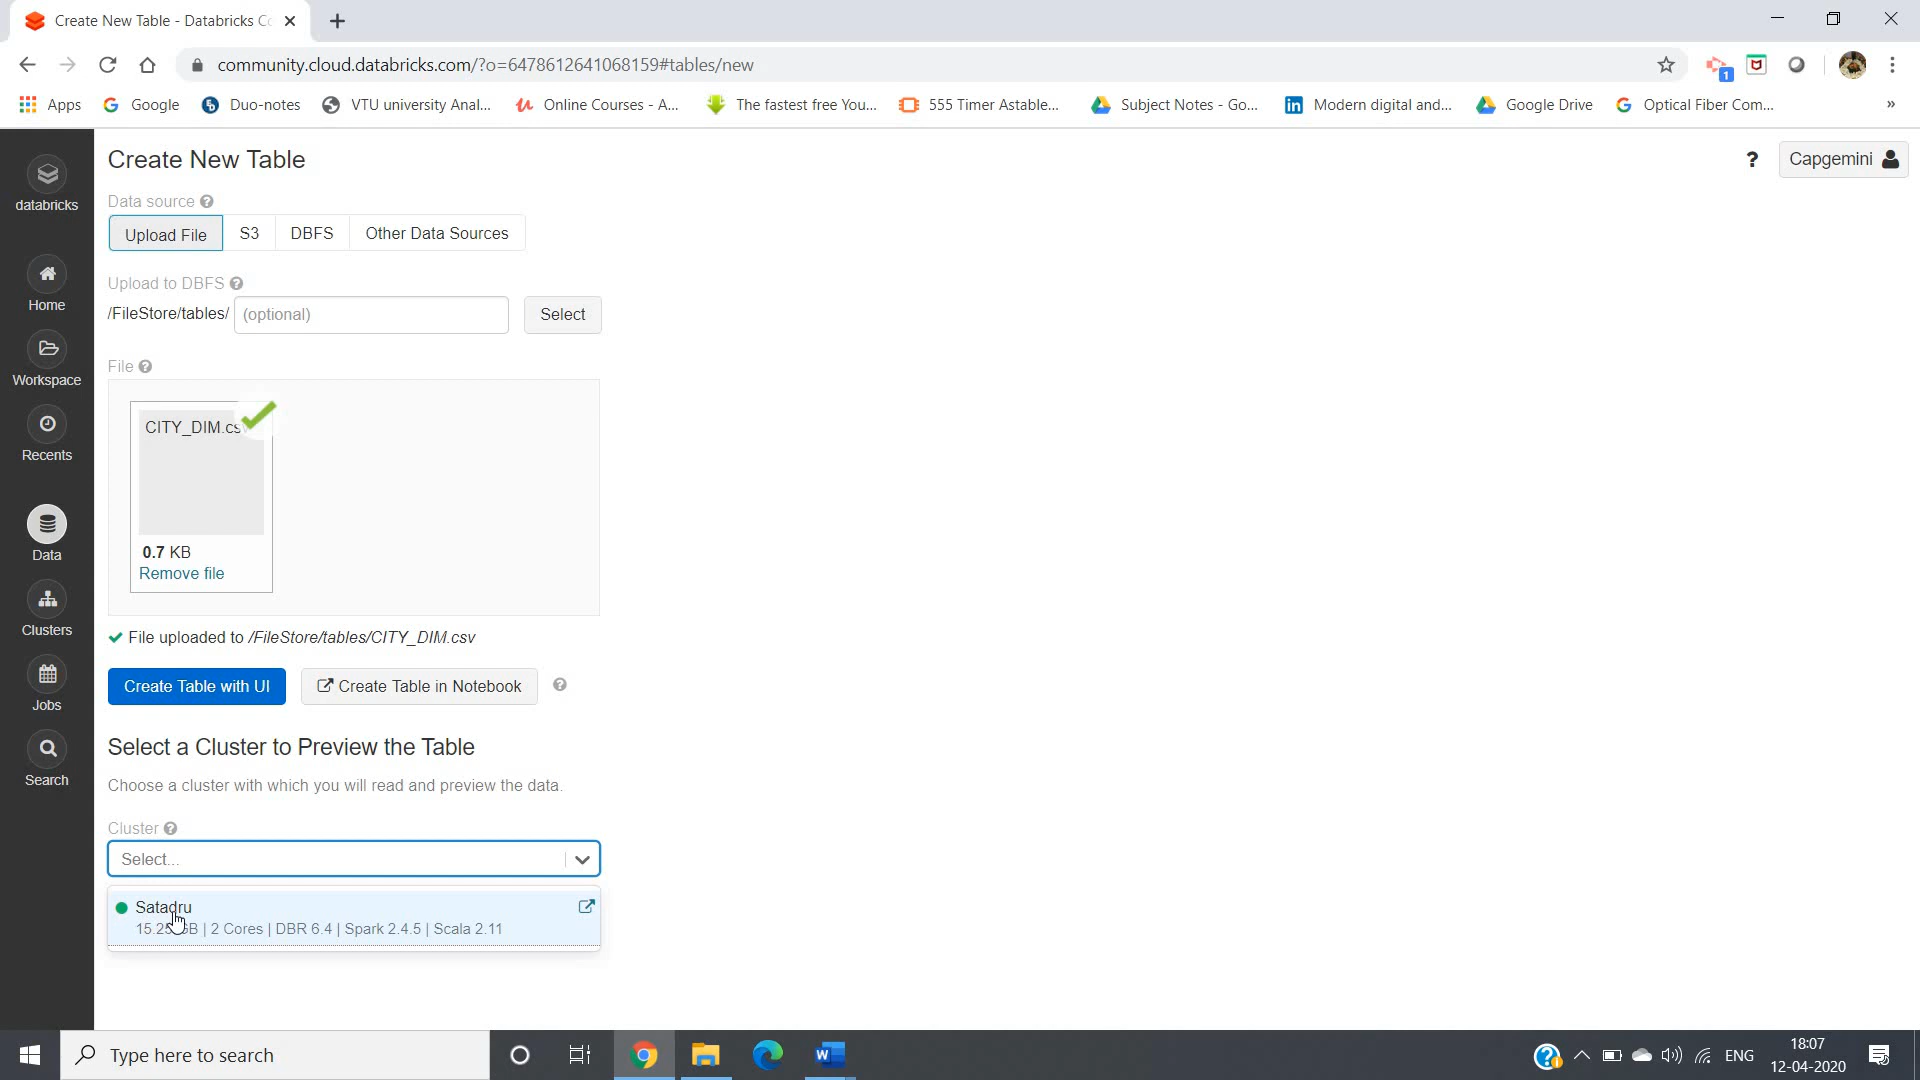 Create New Table - Databricks Co
community.cloud.databricks.com/?o=6478612641068159#tables/new
Apps Google Duo-notes VTU university Anal... Online Courses - A... The fastest free You... 555 Timer Astable... Subject Notes - Go... Modern digital and... Google Drive Optical Fiber Com... »
Create New Table
? Capgemini
databricks
Home
Workspace
Recents
Data
Clusters
Jobs
Search
Data source
Upload File S3 DBFS Other Data Sources
Upload to DBFS
/FileStore/tables/ (optional) Select
File
CITY_DIM.cs
0.7 KB
Remove file
File uploaded to /FileStore/tables/CITY_DIM.csv
Create Table with UI Create Table in Notebook
Select a Cluster to Preview the Table
Choose a cluster with which you will read and preview the data.
Cluster
Select...
Satadru
15.25 GB | 2 Cores | DBR 6.4 | Spark 2.4.5 | Scala 2.11
Type here to search
ENG
18:07
12-04-2020